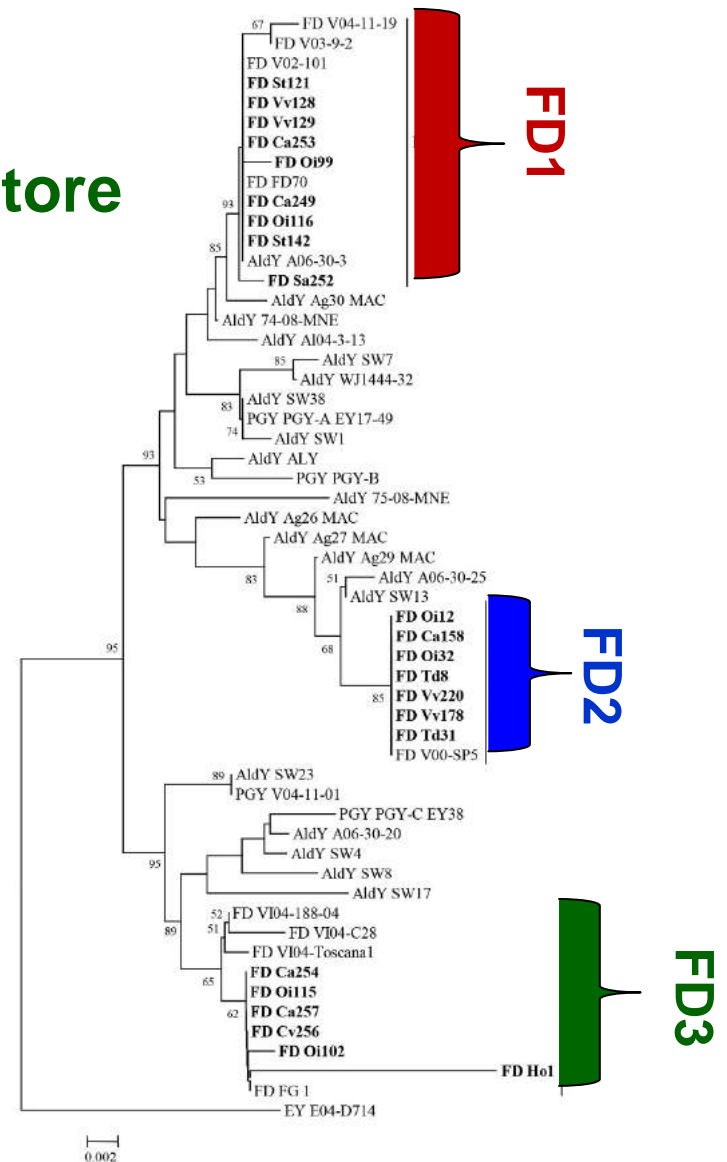 67
FD V04-11-19
FD V03-9-2
FD V02-101
FD St121
FD Vv128
FD Vv129
FD Ca253
FD Oi99
FD FD70
93
FD Ca249
FD Oi116
FD St142
85
AldY A06-30-3
FD Sa252
AldY Ag30 MAC
AldY 74-08-MNE
AldY Al04-3-13
85
AldY SW7
AldY WJ1444-32
83
AldY SW38
PGY PGY-A EY17-49
74
AldY SW1
93
AldY ALY
53
PGY PGY-B
AldY 75-08-MNE
AldY Ag26 MAC
AldY Ag27 MAC
83
AldY Ag29 MAC
51
AldY A06-30-25
88
AldY SW13
FD Oi12
FD Ca158
68
FD Oi32
95
FD Td8
85
FD Vv220
FD Vv178
FD Td31
FD V00-SP5
89
AldY SW23
PGY V04-11-01
PGY PGY-C EY38
AldY A06-30-20
95
AldY SW4
AldY SW8
AldY SW17
52
FD VI04-188-04
89
51
FD VI04-C28
FD VI04-Toscana1
65
FD Ca254
FD Oi115
62
FD Ca257
FD Cv256
FD Oi102
FD Ho1
FD FG 1
EY E04-D714
0.002
tore
FD1
FD2
FD3